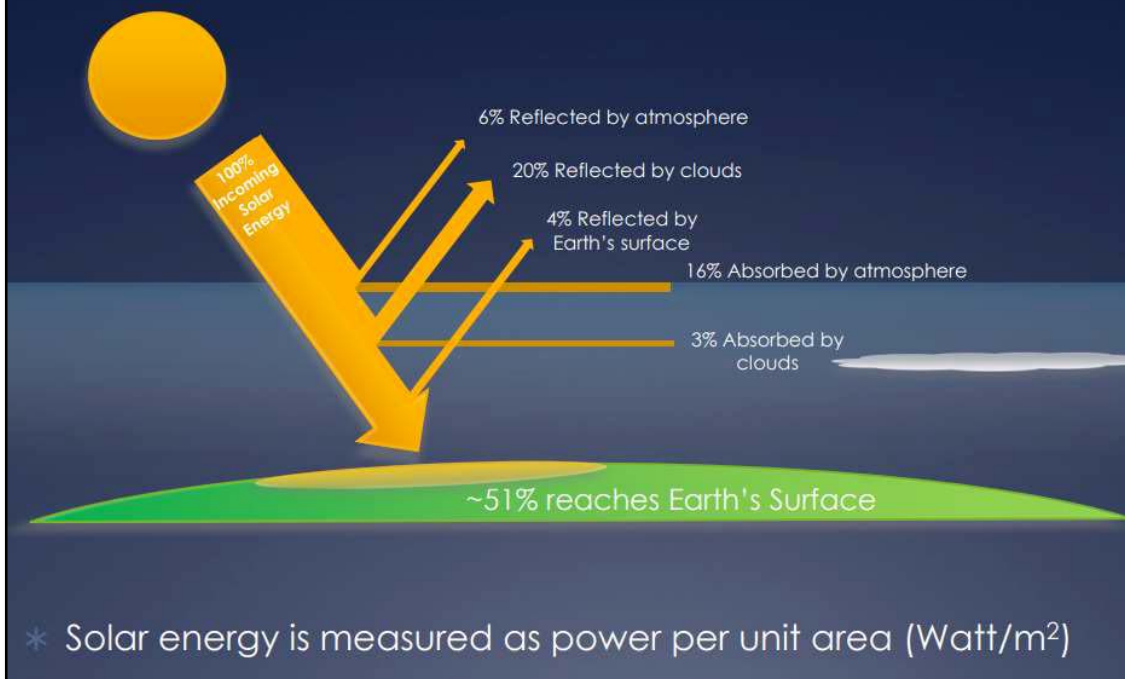 100%
Incoming
Solar
Energy
6% Reflected by atmosphere
20% Reflected by clouds
4% Reflected by
Earth's surface
16% Absorbed by atmosphere
3% Absorbed by
clouds
~51% reaches Earth's Surface
* Solar energy is measured as power per unit area (Watt/m²)